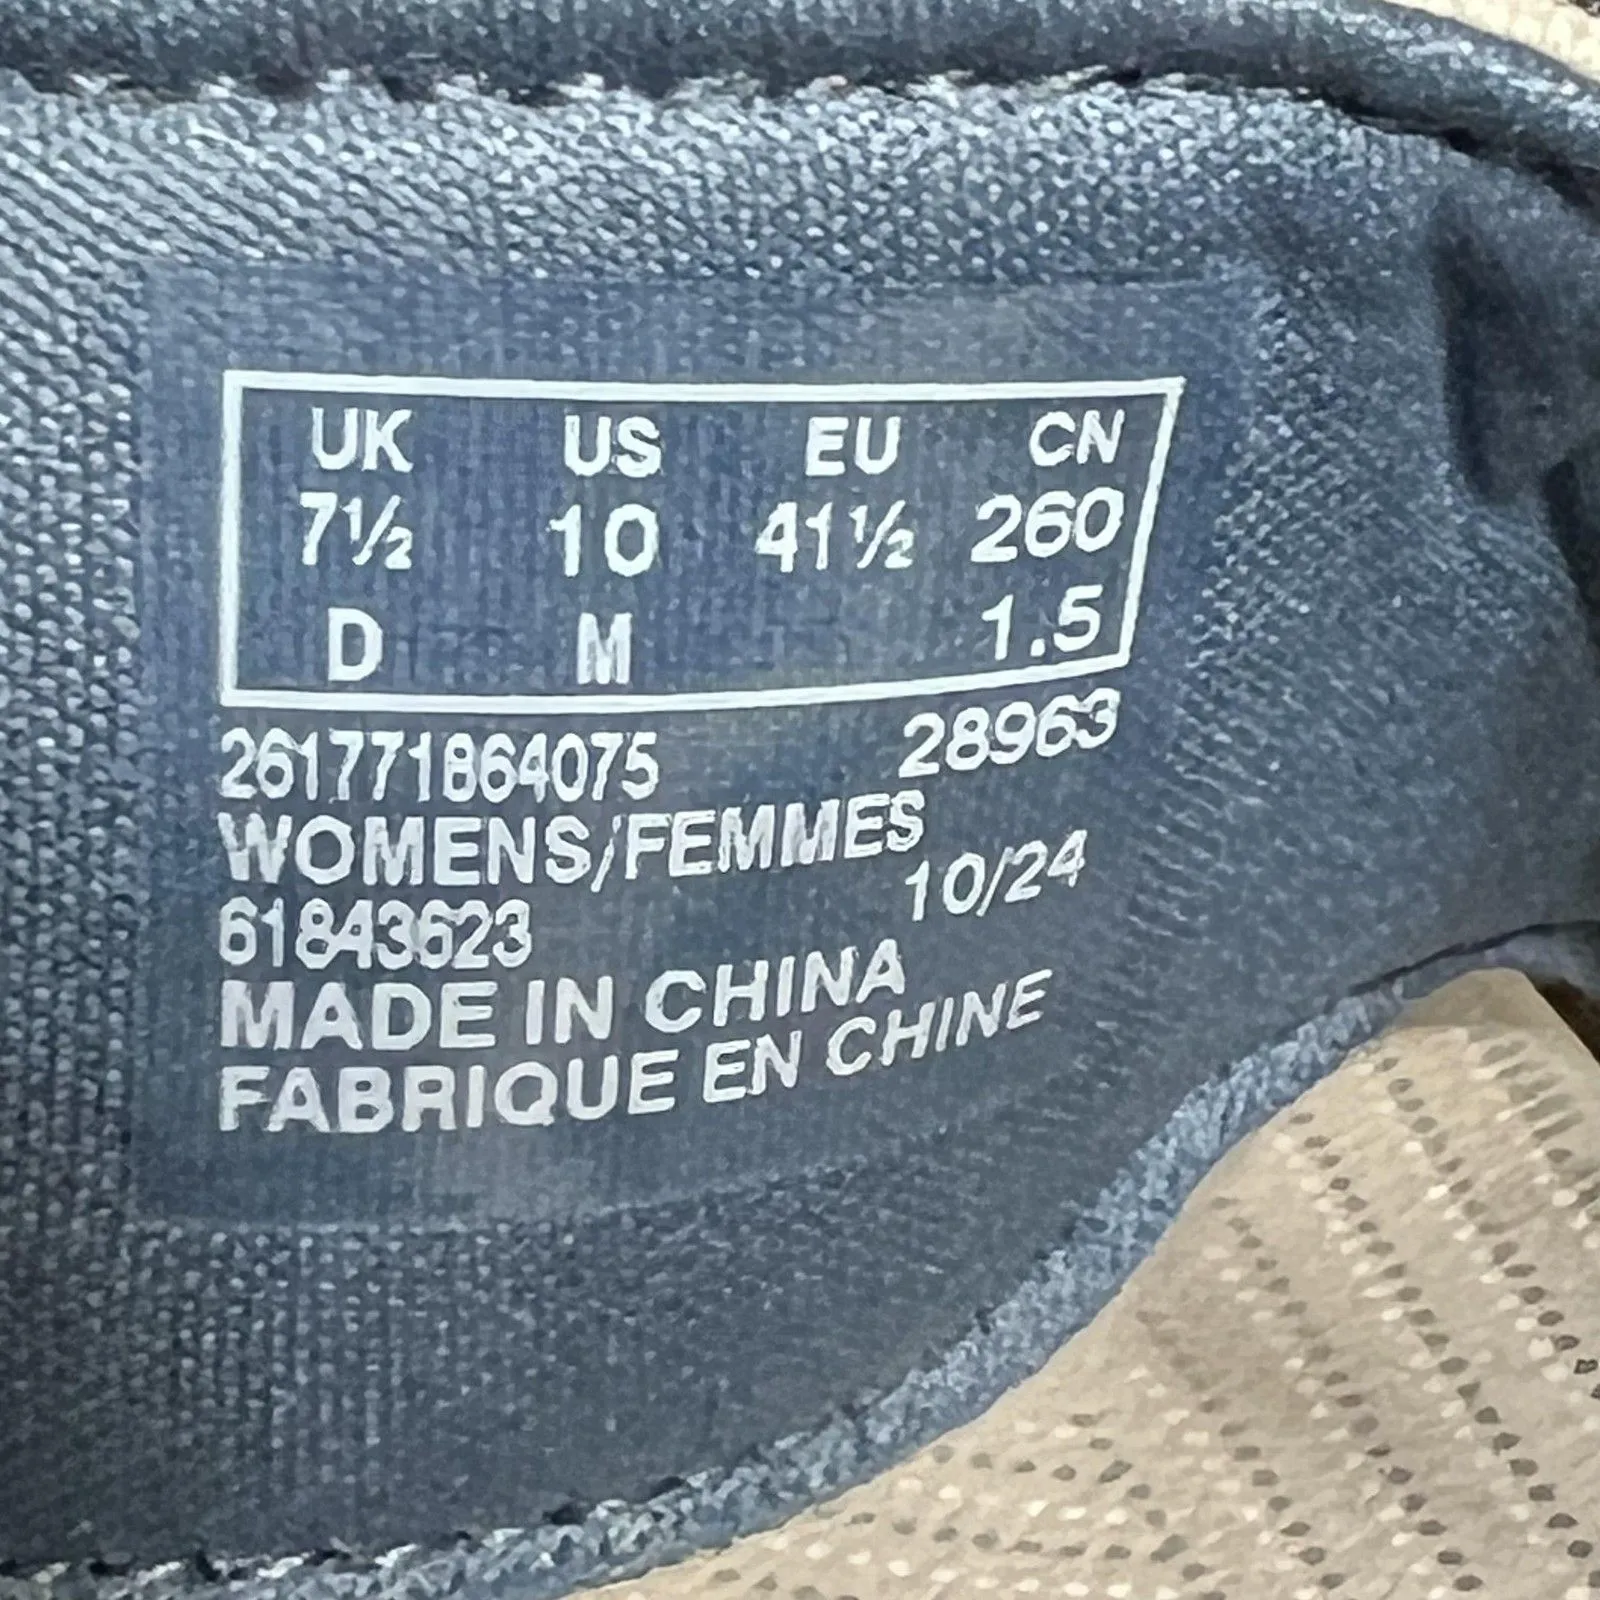 UK US EU CN
7½ 10 41½ 260
D M 1.5
261771864075 28963
WOMENS/FEMMES
61843623 10/24
MADE IN CHINA
FABRIQUE EN CHINE